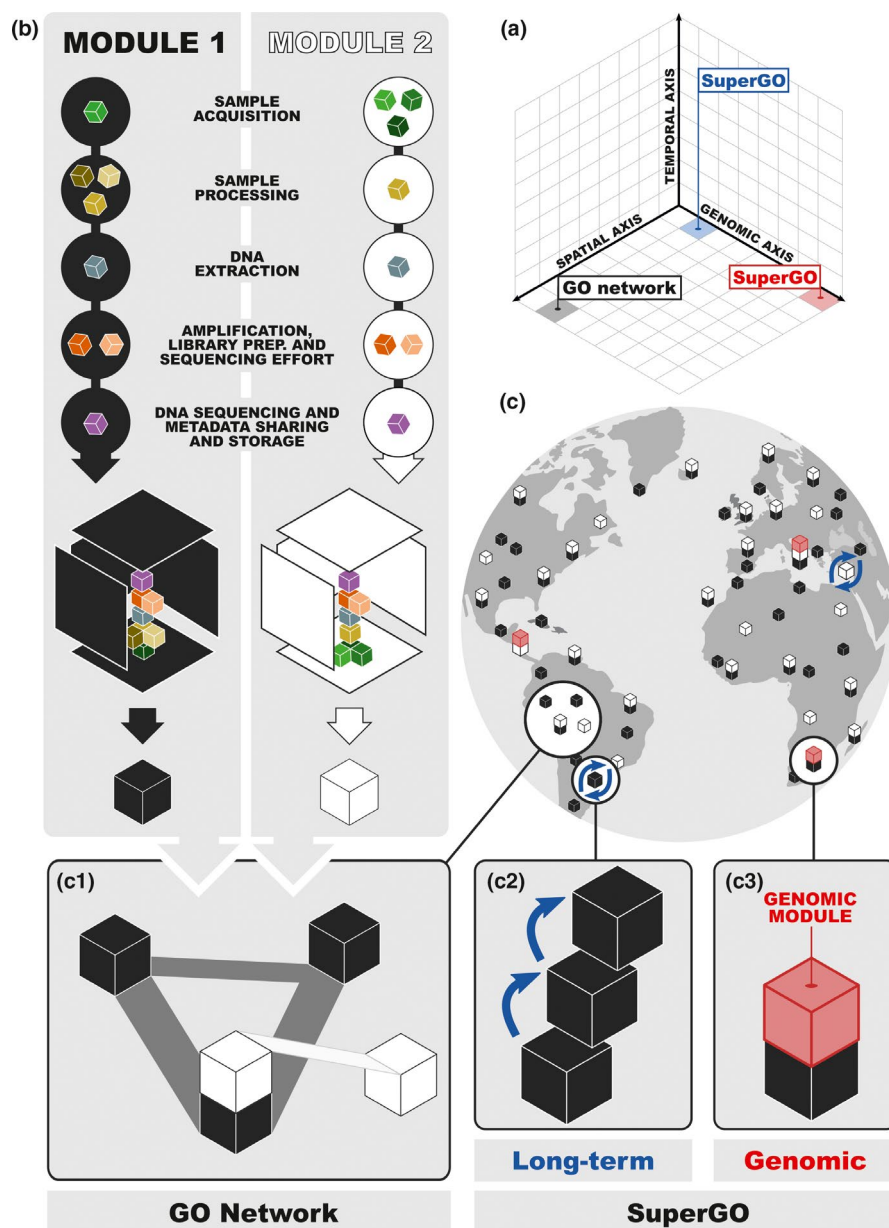 (b)
MODULE 1
MODULE 2
SAMPLE
ACQUISITION
SAMPLE
PROCESSING
DNA
EXTRACTION
AMPLIFICATION,
LIBRARY PREP. AND
SEQUENCING EFFORT
DNA SEQUENCING AND
METADATA SHARING
AND STORAGE
(a)
TEMPORAL AXIS
SuperGO
SPATIAL AXIS
GENOMIC AXIS
GO network
SuperGO
(c)
(c1)
GO Network
(c2)
Long-term
(c3)
GENOMIC
MODULE
Genomic
SuperGO